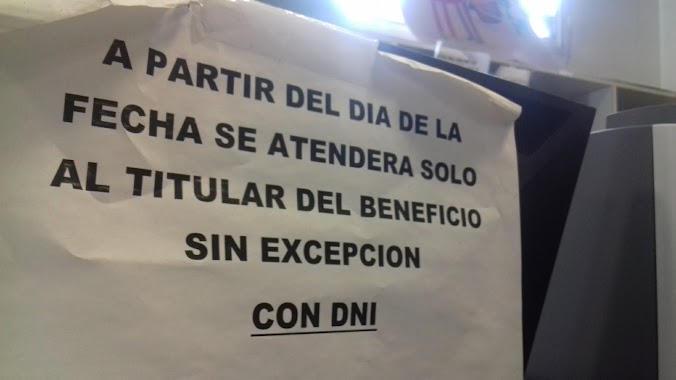 A PARTIR DEL DIA DE LA
FECHA SE ATENDERA SOLO
AL TITULAR DEL BENEFICIO
SIN EXCEPCION
CON DNI